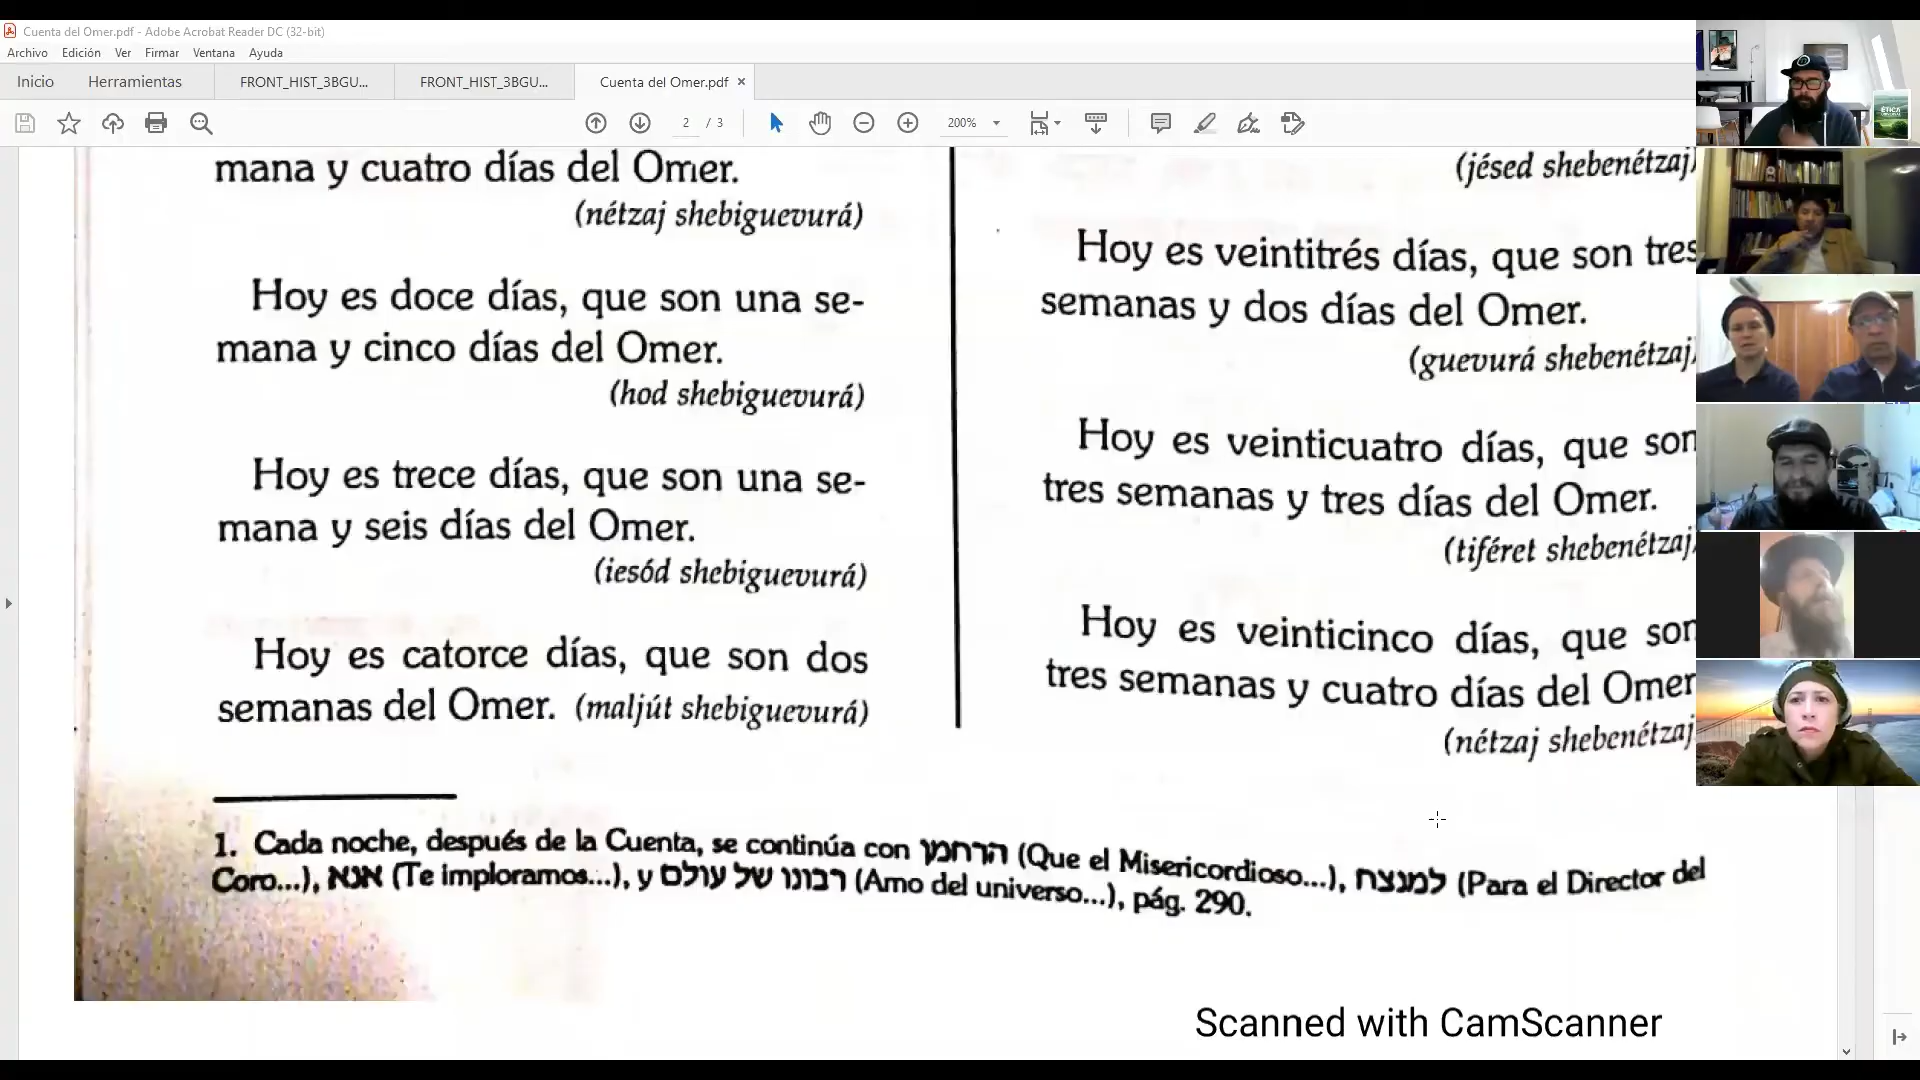 Cuenta del Omer.pdf - Adobe Acrobat Reader DC (32-bit)
Archivo Edición Ver Firmar Ventana Ayuda
Inicio Herramientas FRONT_HIST_3BGU... FRONT_HIST_3BGU... Cuenta del Omer.pdf ×
2 / 3 200%
mana y cuatro días del Omer.
(nétzaj shebiguevurá)
Hoy es doce días, que son una se-
mana y cinco días del Omer.
(hod shebiguevurá)
Hoy es trece días, que son una se-
mana y seis días del Omer.
(iesód shebiguevurá)
Hoy es catorce días, que son dos
semanas del Omer. (maljút shebiguevurá)
(jésed shebenétzaj)
Hoy es veintitrés días, que son tres
semanas y dos días del Omer.
(guevurá shebenétzaj)
Hoy es veinticuatro días, que son
tres semanas y tres días del Omer.
(tiféret shebenétzaj)
Hoy es veinticinco días, que son
tres semanas y cuatro días del Omer
(nétzaj shebenétzaj
1. Cada noche, después de la Cuenta, se continúa con הרחמן (Que el Misericordioso...), למנצח (Para el Director del
Coro...), אנא (Te imploramos...), y רבונו של עולם (Amo del universo...), pág. 290.
Scanned with CamScanner
ÉTICA